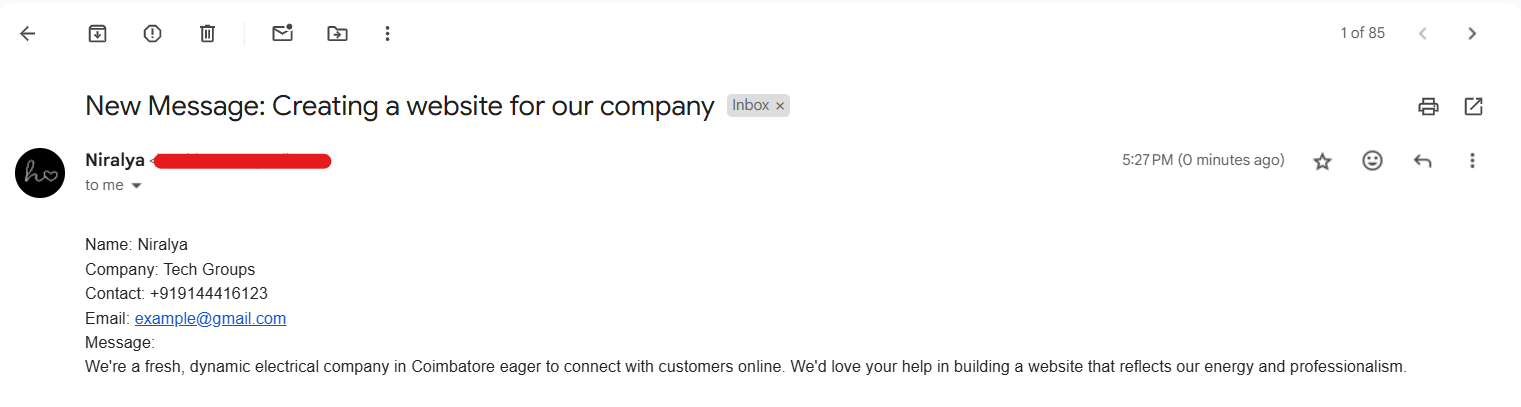 1 of 85
New Message: Creating a website for our company Inbox ×
Niralya
5:27 PM (0 minutes ago)
to me
Name: Niralya
Company: Tech Groups
Contact: +919144416123
Email: example@gmail.com
Message:
We're a fresh, dynamic electrical company in Coimbatore eager to connect with customers online. We'd love your help in building a website that reflects our energy and professionalism.